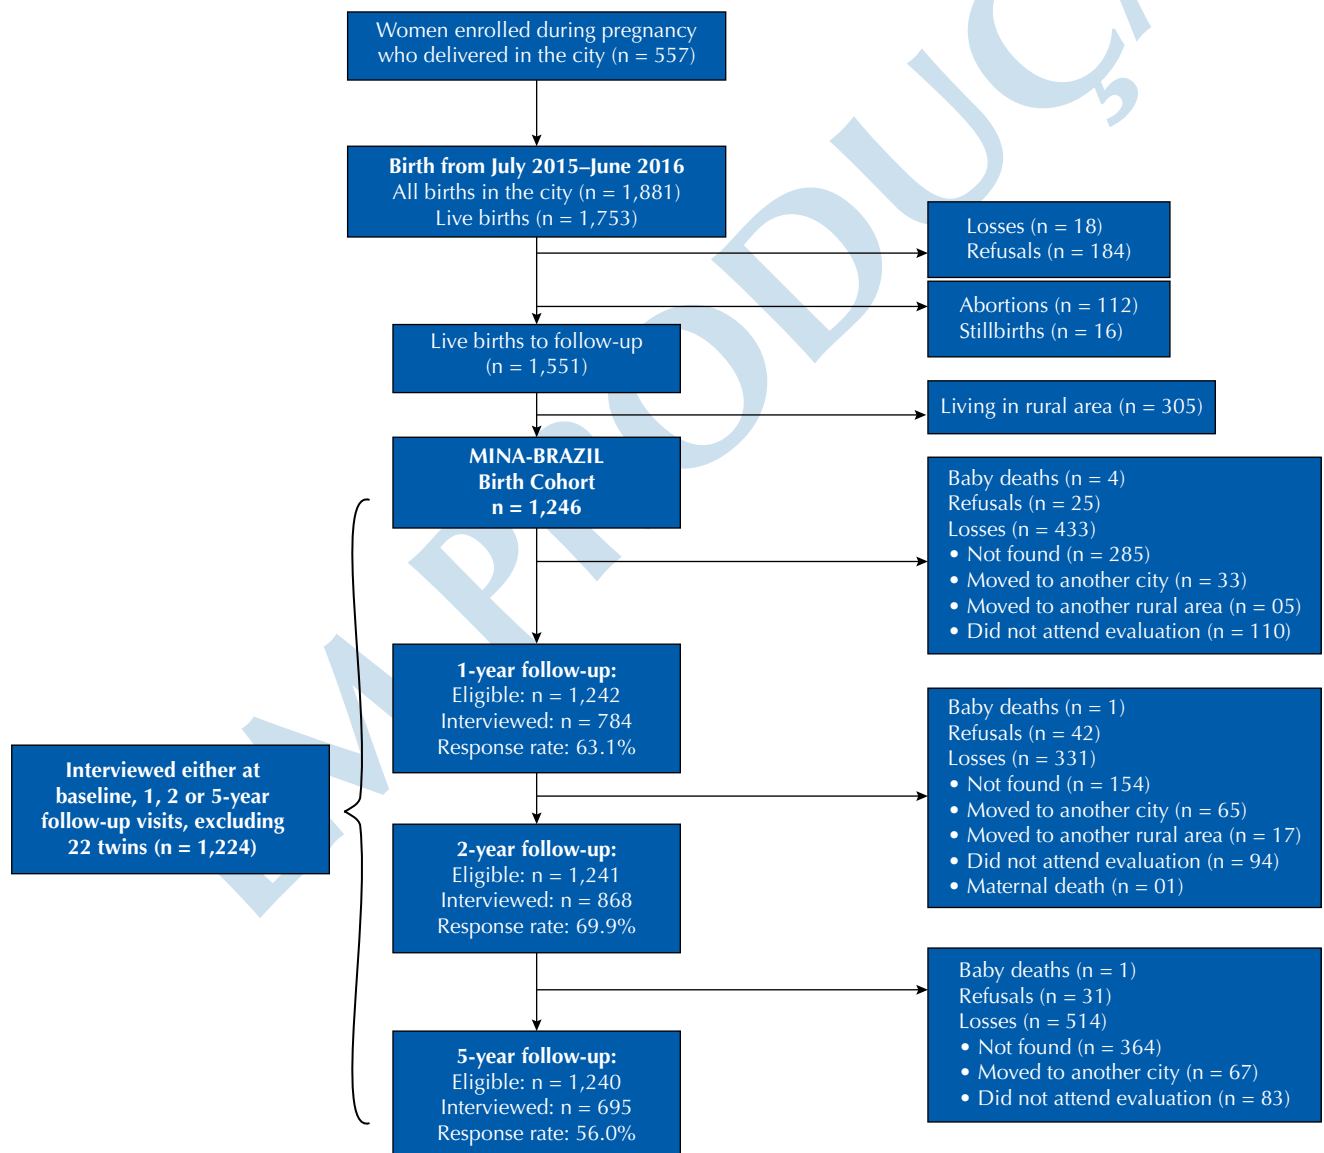 Women enrolled during pregnancy
who delivered in the city (n = 557)
Birth from July 2015–June 2016
All births in the city (n = 1,881)
Live births (n = 1,753)
Losses (n = 18)
Refusals (n = 184)
Abortions (n = 112)
Stillbirths (n = 16)
Live births to follow-up
(n = 1,551)
Living in rural area (n = 305)
MINA-BRAZIL
Birth Cohort
n = 1,246
Baby deaths (n = 4)
Refusals (n = 25)
Losses (n = 433)
• Not found (n = 285)
• Moved to another city (n = 33)
• Moved to another rural area (n = 05)
• Did not attend evaluation (n = 110)
1-year follow-up:
Eligible: n = 1,242
Interviewed: n = 784
Response rate: 63.1%
Baby deaths (n = 1)
Refusals (n = 42)
Losses (n = 331)
• Not found (n = 154)
• Moved to another city (n = 65)
• Moved to another rural area (n = 17)
• Did not attend evaluation (n = 94)
• Maternal death (n = 01)
Interviewed either at
baseline, 1, 2 or 5-year
follow-up visits, excluding
22 twins (n = 1,224)
2-year follow-up:
Eligible: n = 1,241
Interviewed: n = 868
Response rate: 69.9%
Baby deaths (n = 1)
Refusals (n = 31)
Losses (n = 514)
• Not found (n = 364)
• Moved to another city (n = 67)
• Did not attend evaluation (n = 83)
5-year follow-up:
Eligible: n = 1,240
Interviewed: n = 695
Response rate: 56.0%